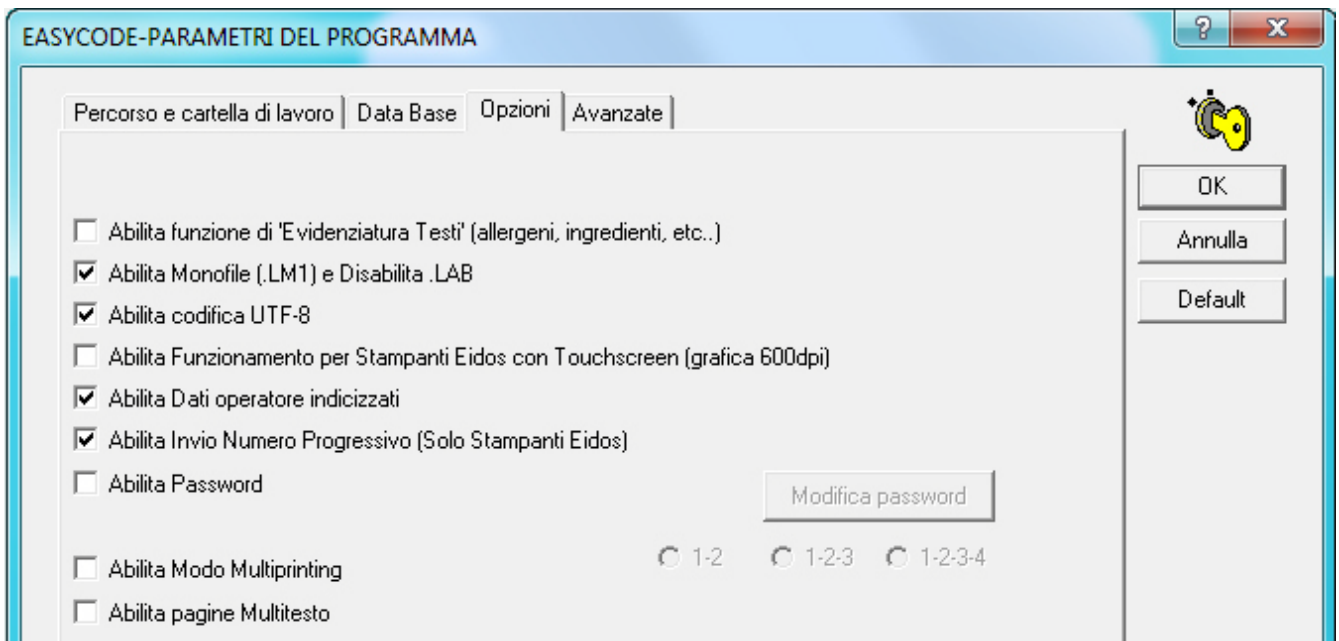 EASYCODE-PARAMETRI DEL PROGRAMMA
?
X
Percorso e cartella di lavoro
Data Base
Opzioni
Avanzate
OK
Annulla
Default
Abilita funzione di 'Evidenziatura Testi' (allergeni, ingredienti, etc..)
Abilita Monofile (.LM1) e Disabilita .LAB
Abilita codifica UTF-8
Abilita Funzionamento per Stampanti Eidos con Touchscreen (grafica 600dpi)
Abilita Dati operatore indicizzati
Abilita Invio Numero Progressivo (Solo Stampanti Eidos)
Abilita Password
Modifica password
1-2
1-2-3
1-2-3-4
Abilita Modo Multiprinting
Abilita pagine Multitesto